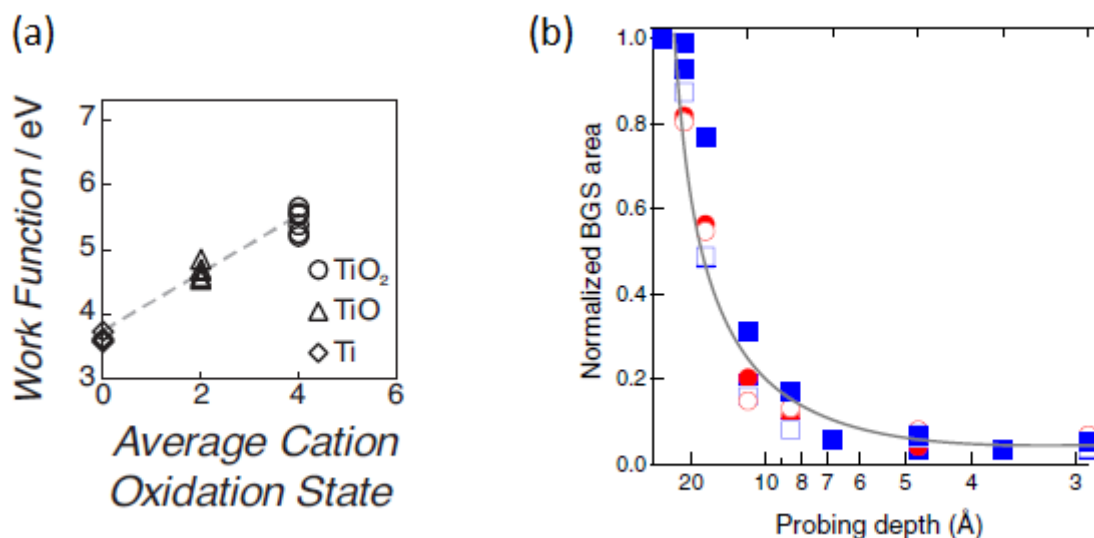 (a)
Work Function / eV
7
6
5
4
3
0
2
4
6
TiO₂
TiO
Ti
Average Cation
Oxidation State
(b)
Normalized BGS area
1.0
0.8
0.6
0.4
0.2
0.0
20
10
8
7
6
5
4
3
Probing depth (Å)